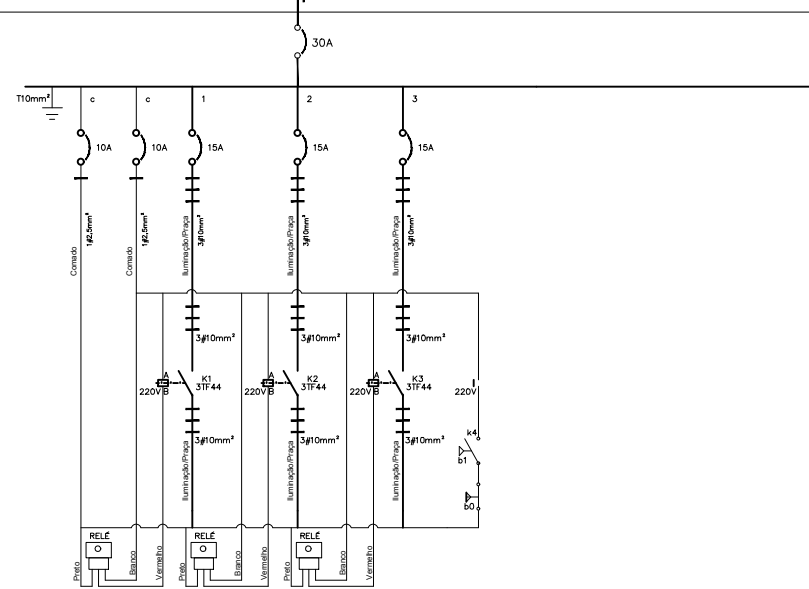 30A
T10mm²
c
c
1
2
3
10A
10A
15A
15A
15A
Comado
1#2,5mm²
Comado
1#2,5mm²
Iluminação/Praça
3#10mm²
Iluminação/Praça
3#10mm²
Iluminação/Praça
3#10mm²
3#10mm²
3#10mm²
3#10mm²
A
220V B
K1
3TF44
A
220V B
K2
3TF44
A
220V B
K3
3TF44
220V
k4
b1
b0
3#10mm²
3#10mm²
3#10mm²
Iluminação/Praça
Iluminação/Praça
Iluminação/Praça
RELÉ
RELÉ
RELÉ
Preto
Branco
Vermelho
Preto
Branco
Vermelho
Preto
Branco
Vermelho